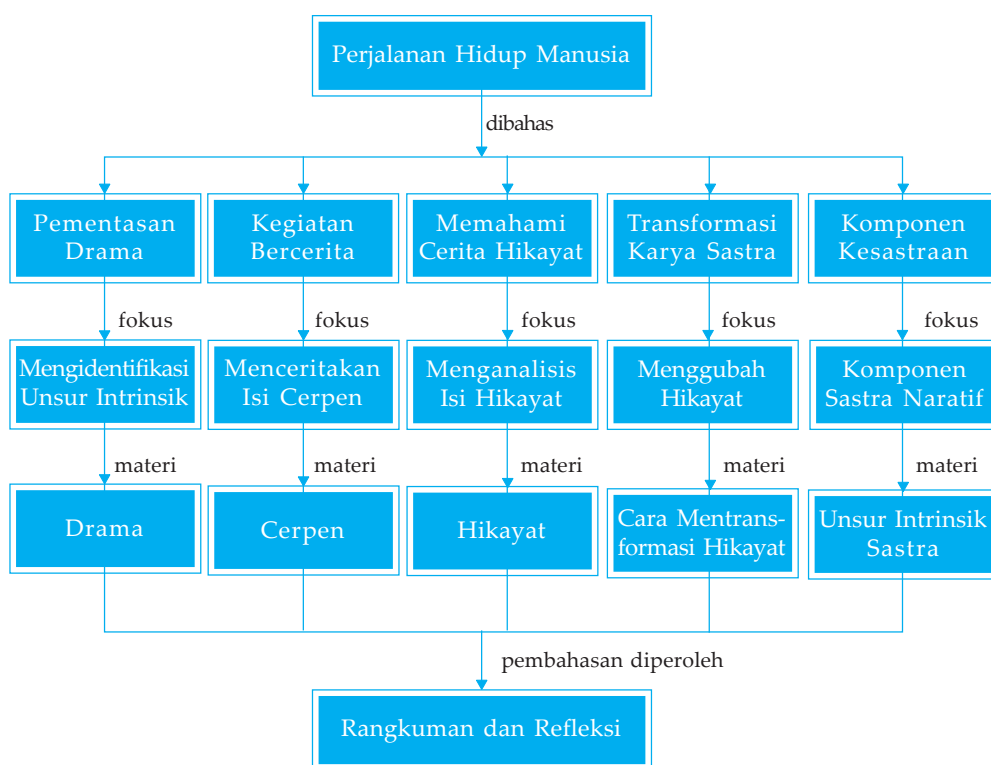 Perjalanan Hidup Manusia
dibahas
Pementasan
Drama
Kegiatan
Bercerita
Memahami
Cerita Hikayat
Transformasi
Karya Sastra
Komponen
Kesastraan
fokus
fokus
fokus
fokus
fokus
Mengidentifikasi
Unsur Intrinsik
Menceritakan
Isi Cerpen
Menganalisis
Isi Hikayat
Menggubah
Hikayat
Komponen
Sastra Naratif
materi
materi
materi
materi
materi
Drama
Cerpen
Hikayat
Cara Mentrans-
formasi Hikayat
Unsur Intrinsik
Sastra
pembahasan diperoleh
Rangkuman dan Refleksi